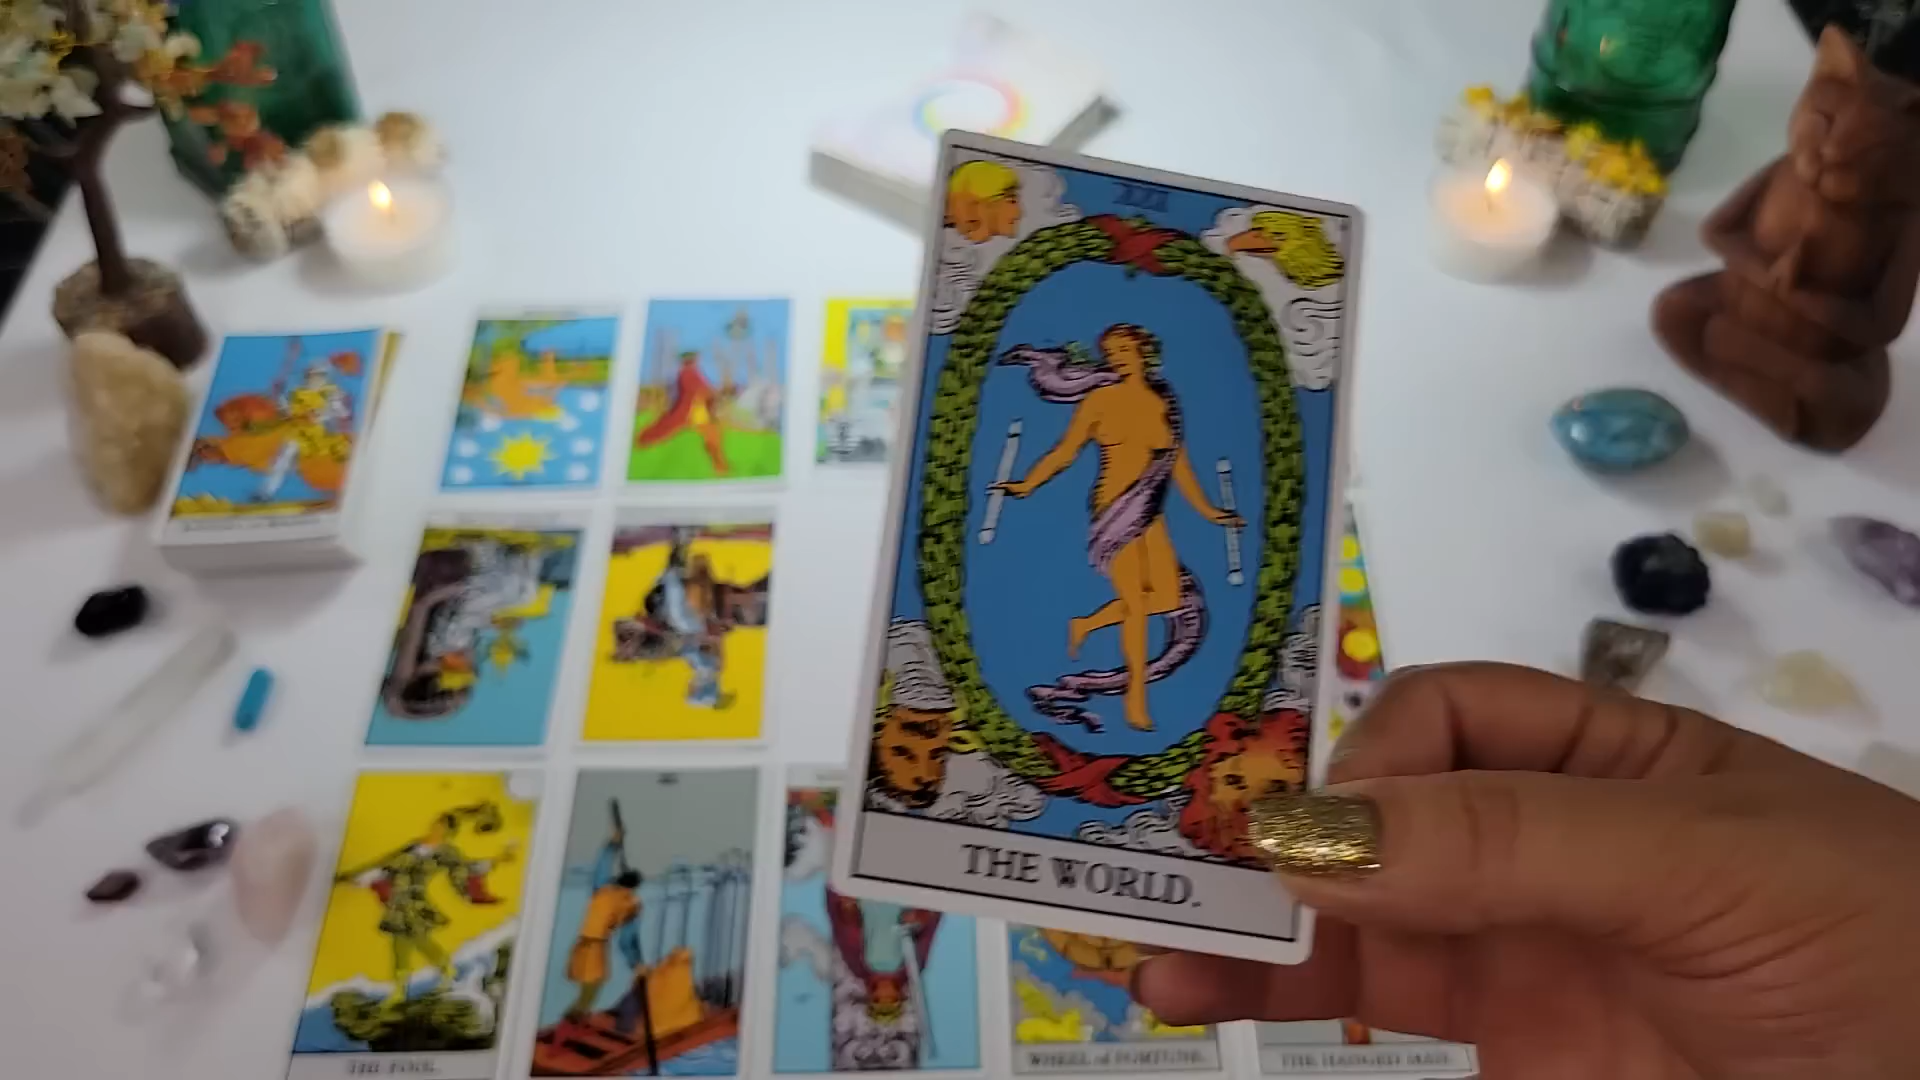 XXI
THE WORLD.
THE FOOL.
WHEEL of FORTUNE.
THE HANGED MAN.